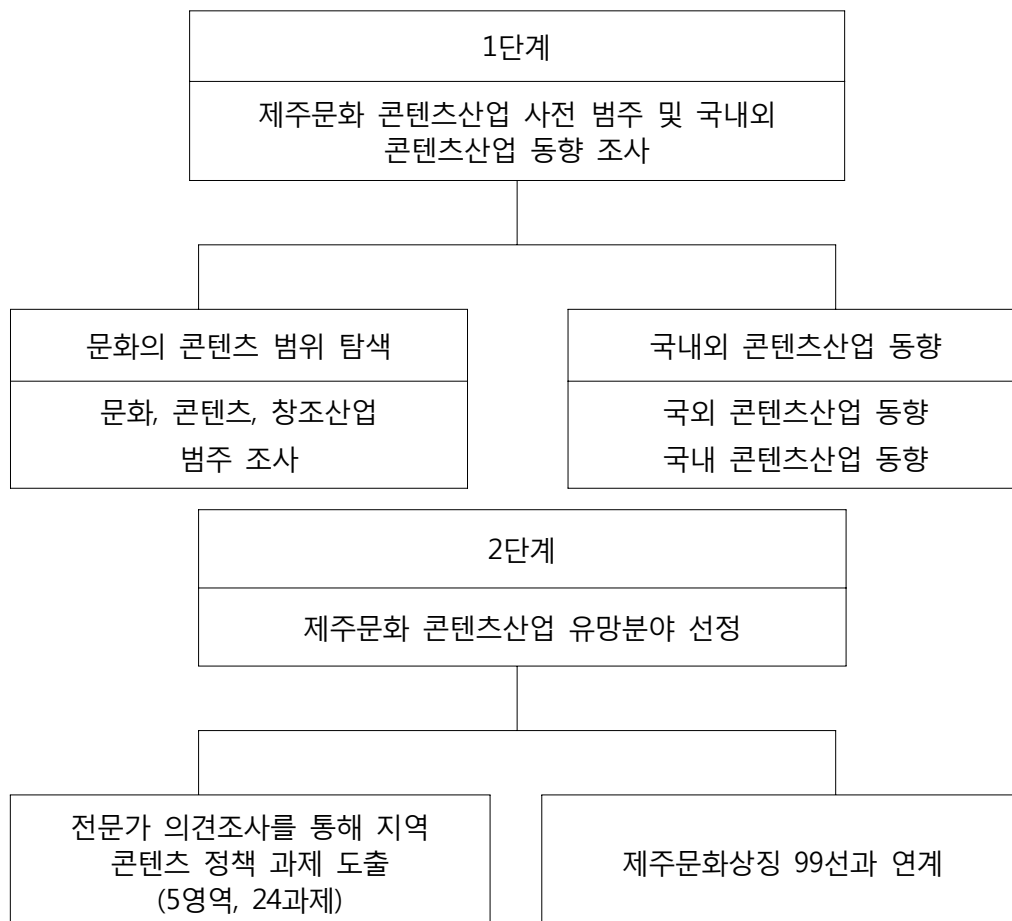 1단계
제주문화 콘텐츠산업 사전 범주 및 국내외
콘텐츠산업 동향 조사
문화의 콘텐츠 범위 탐색
문화, 콘텐츠, 창조산업
범주 조사
국내외 콘텐츠산업 동향
국외 콘텐츠산업 동향
국내 콘텐츠산업 동향
2단계
제주문화 콘텐츠산업 유망분야 선정
전문가 의견조사를 통해 지역
콘텐츠 정책 과제 도출
(5영역, 24과제)
제주문화상징 99선과 연계